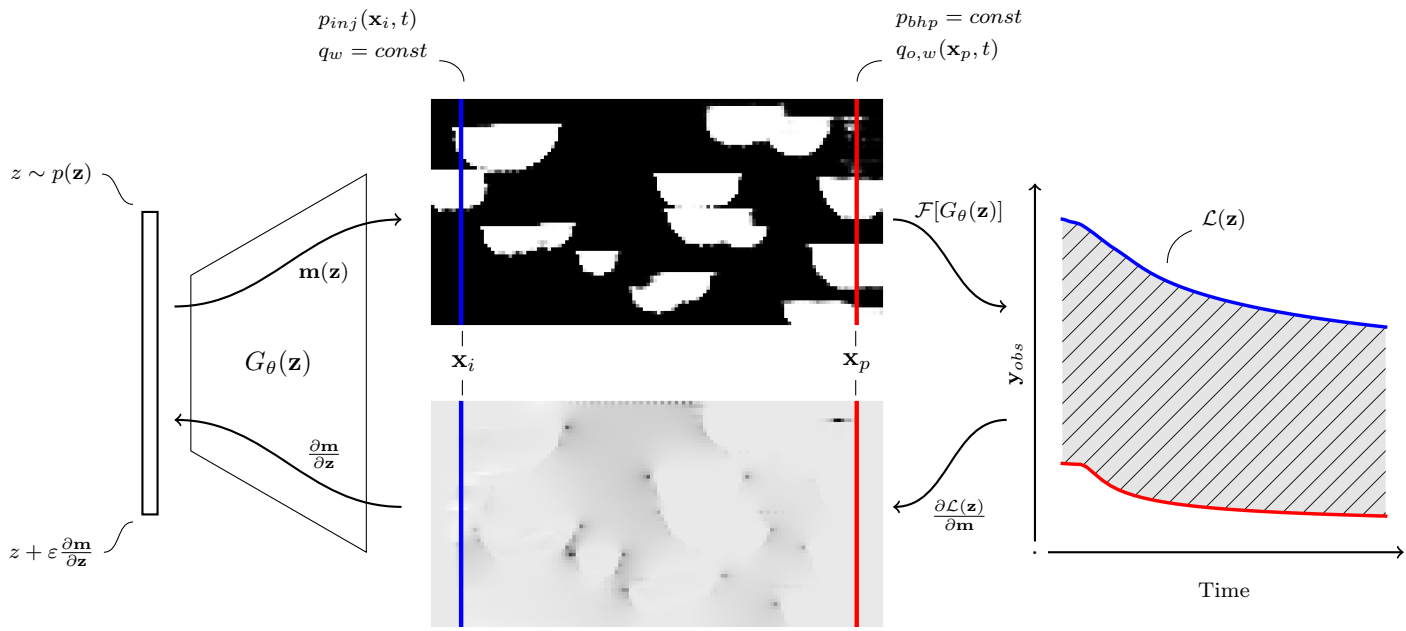 p_{inj}(𝐱_i, t)
q_w = const
p_{bhp} = const
q_{o,w}(𝐱_p, t)
z ∼ p(𝐳)
𝐦(𝐳)
G_θ(𝐳)
∂𝐦/∂𝐳
z + ε ∂𝐦/∂𝐳
𝐱_i
𝐱_p
ℱ[G_θ(𝐳)]
∂ℒ(𝐳)/∂𝐦
ℒ(𝐳)
𝐲_{obs}
Time